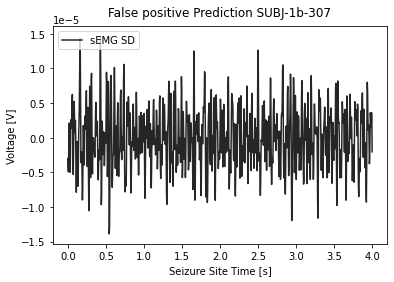 False positive Prediction SUBJ-1b-307
1e−5
sEMG SD
1.5
1.0
0.5
0.0
−0.5
−1.0
−1.5
Voltage [V]
0.0 0.5 1.0 1.5 2.0 2.5 3.0 3.5 4.0
Seizure Site Time [s]